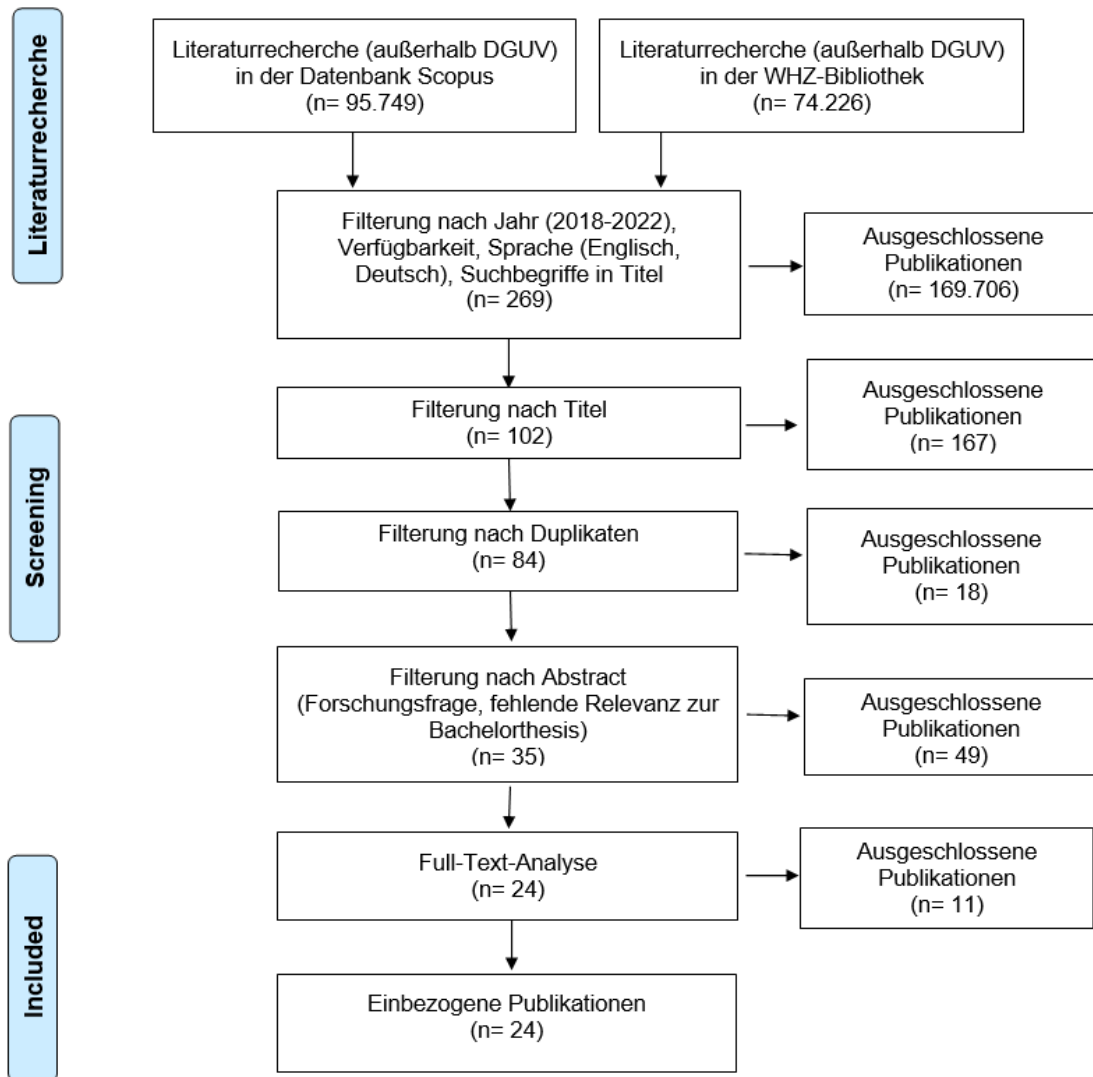 Literaturrecherche
Literaturrecherche (außerhalb DGUV)
in der Datenbank Scopus
(n= 95.749)
Literaturrecherche (außerhalb DGUV)
in der WHZ-Bibliothek
(n= 74.226)
Filterung nach Jahr (2018-2022),
Verfügbarkeit, Sprache (Englisch,
Deutsch), Suchbegriffe in Titel
(n= 269)
Ausgeschlossene
Publikationen
(n= 169.706)
Screening
Filterung nach Titel
(n= 102)
Ausgeschlossene
Publikationen
(n= 167)
Filterung nach Duplikaten
(n= 84)
Ausgeschlossene
Publikationen
(n= 18)
Filterung nach Abstract
(Forschungsfrage, fehlende Relevanz zur
Bachelorthesis)
(n= 35)
Ausgeschlossene
Publikationen
(n= 49)
Included
Full-Text-Analyse
(n= 24)
Ausgeschlossene
Publikationen
(n= 11)
Einbezogene Publikationen
(n= 24)